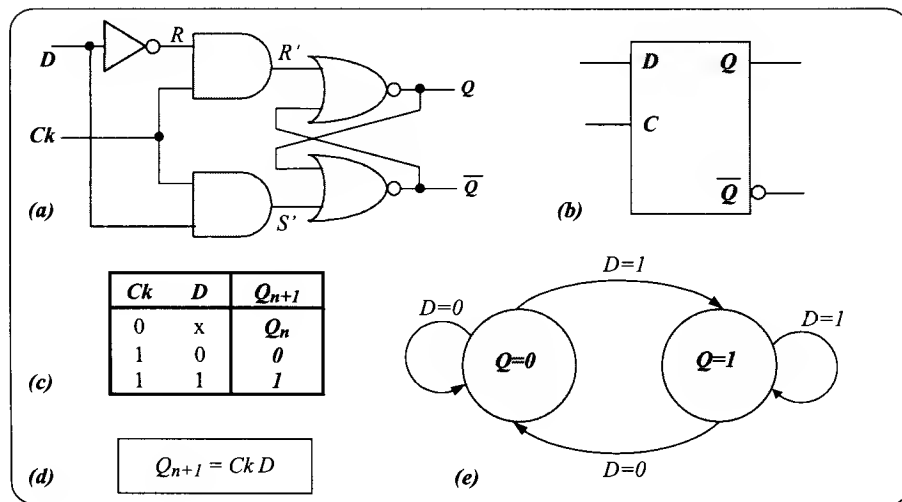 D
R
R'
Ck
S'
Q
Q̅
(a)
D Q
C
Q̅
(b)
Ck D Qn+1
0 x Qn
1 0 0
1 1 1
(c)
Qn+1 = Ck D
(d)
D=1
D=0
Q=0
Q=1
D=1
D=0
(e)